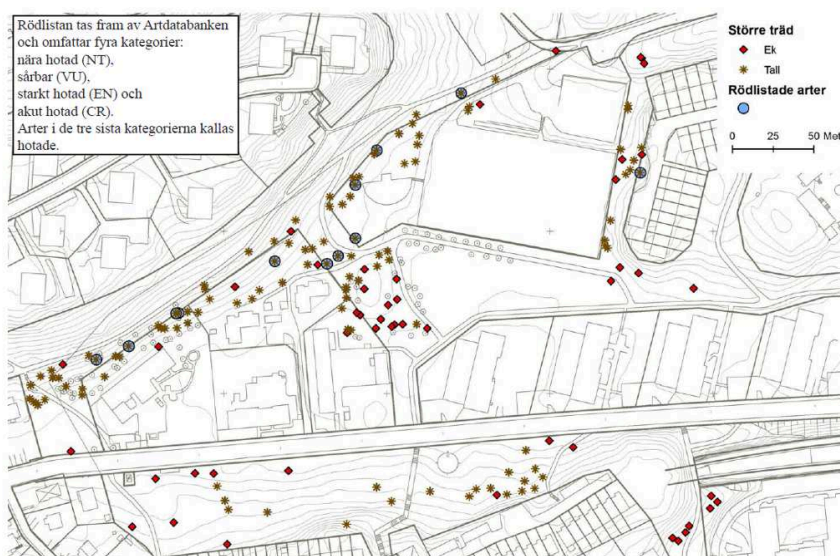 Rödlistan tas fram av Artdatabanken
och omfattar fyra kategorier:
nära hotad (NT),
sårbar (VU),
starkt hotad (EN) och
akut hotad (CR).
Arter i de tre sista kategorierna kallas
hotade.
Större träd
Ek
Tall
Rödlistade arter
0 25 50 Met